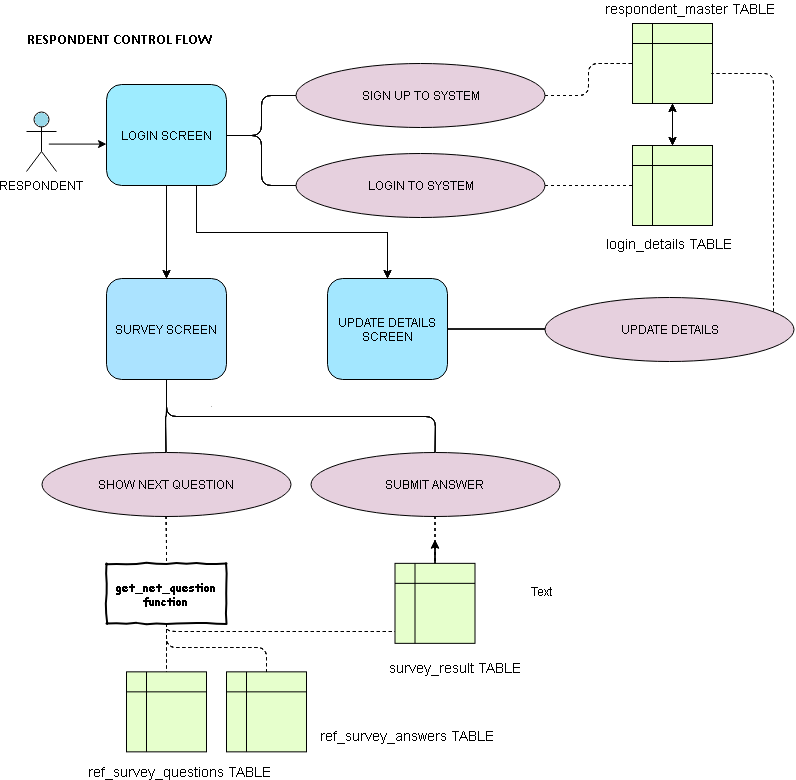 respondent_master TABLE
RESPONDENT CONTROL FLOW
SIGN UP TO SYSTEM
LOGIN SCREEN
RESPONDENT
LOGIN TO SYSTEM
login_details TABLE
SURVEY SCREEN
UPDATE DETAILS
SCREEN
UPDATE DETAILS
SHOW NEXT QUESTION
SUBMIT ANSWER
get_net_question
function
Text
survey_result TABLE
ref_survey_answers TABLE
ref_survey_questions TABLE